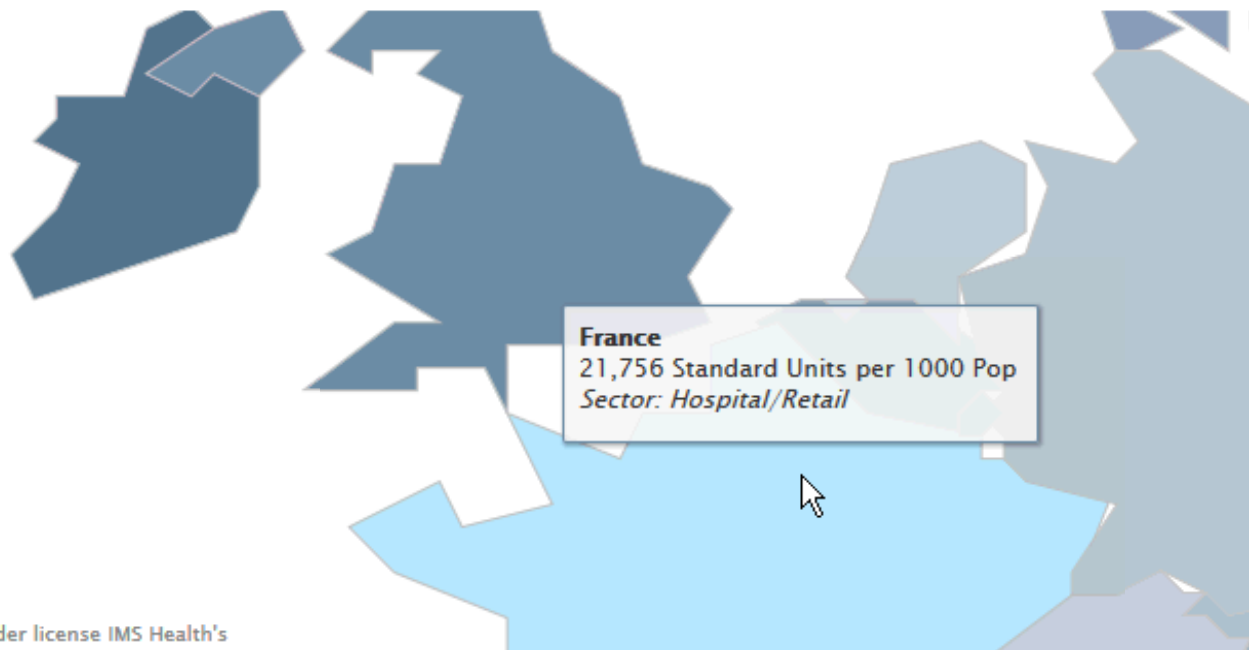 France
21,756 Standard Units per 1000 Pop
Sector: Hospital/Retail
der license IMS Health's